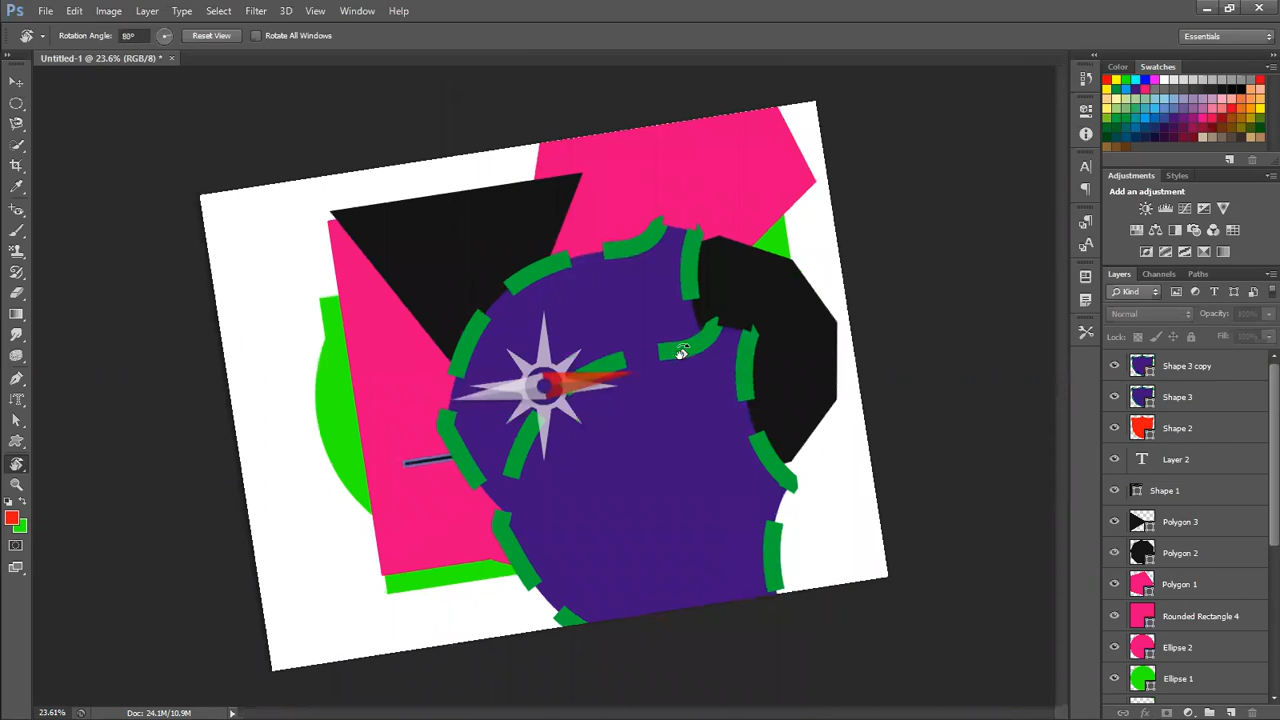 Ps File Edit Image Layer Type Select Filter 3D View Window Help
Rotation Angle: 80° Reset View Rotate All Windows Essentials
Untitled-1 @ 23.6% (RGB/8) * ×
Color Swatches
Adjustments Styles
Add an adjustment
Layers Channels Paths
Kind
Normal Opacity: 100%
Lock: Fill: 100%
Shape 3 copy
Shape 3
Shape 2
T Layer 2
Shape 1
Polygon 3
Polygon 2
Polygon 1
Rounded Rectangle 4
Ellipse 2
Ellipse 1
23.61% Doc: 24.1M/10.9M